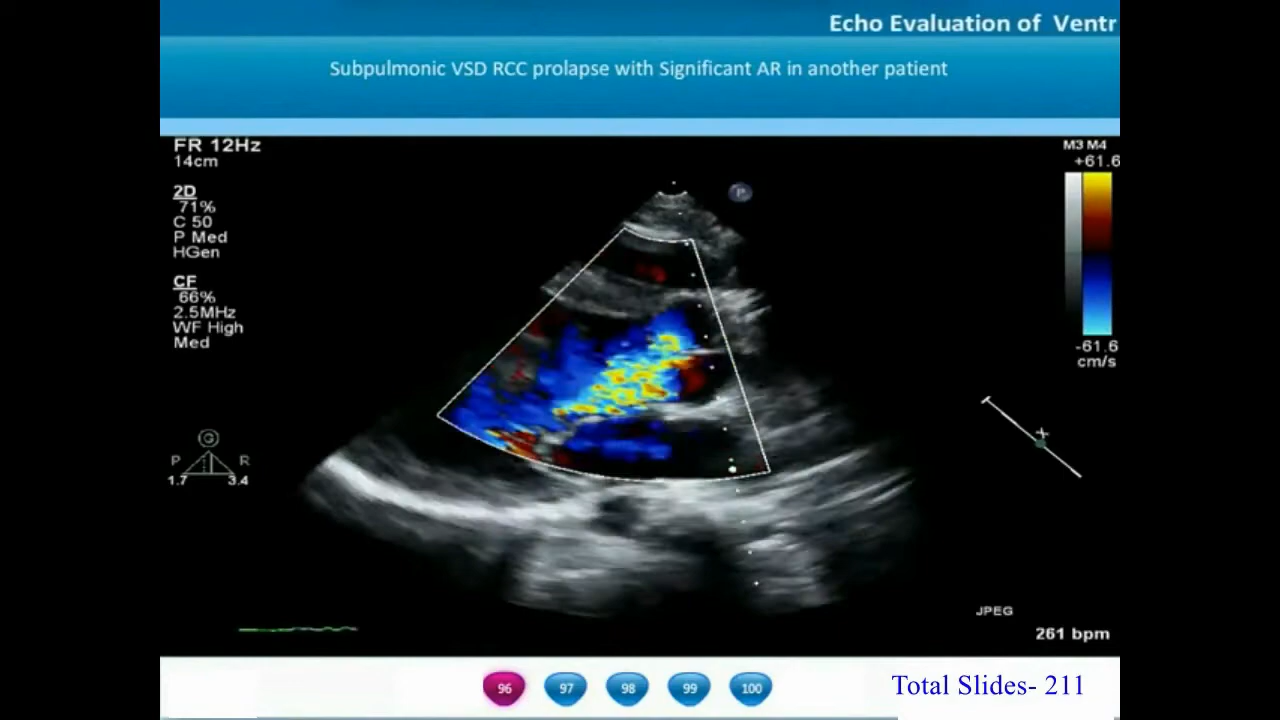 Echo Evaluation of Ventr
Subpulmonic VSD RCC prolapse with Significant AR in another patient
FR 12Hz
14cm
2D
71%
C 50
P Med
HGen
CF
66%
2.5MHz
WF High
Med
M3 M4
+61.6
-61.6
cm/s
P
G
P R
1.7 3.4
JPEG
261 bpm
96 97 98 99 100
Total Slides- 211